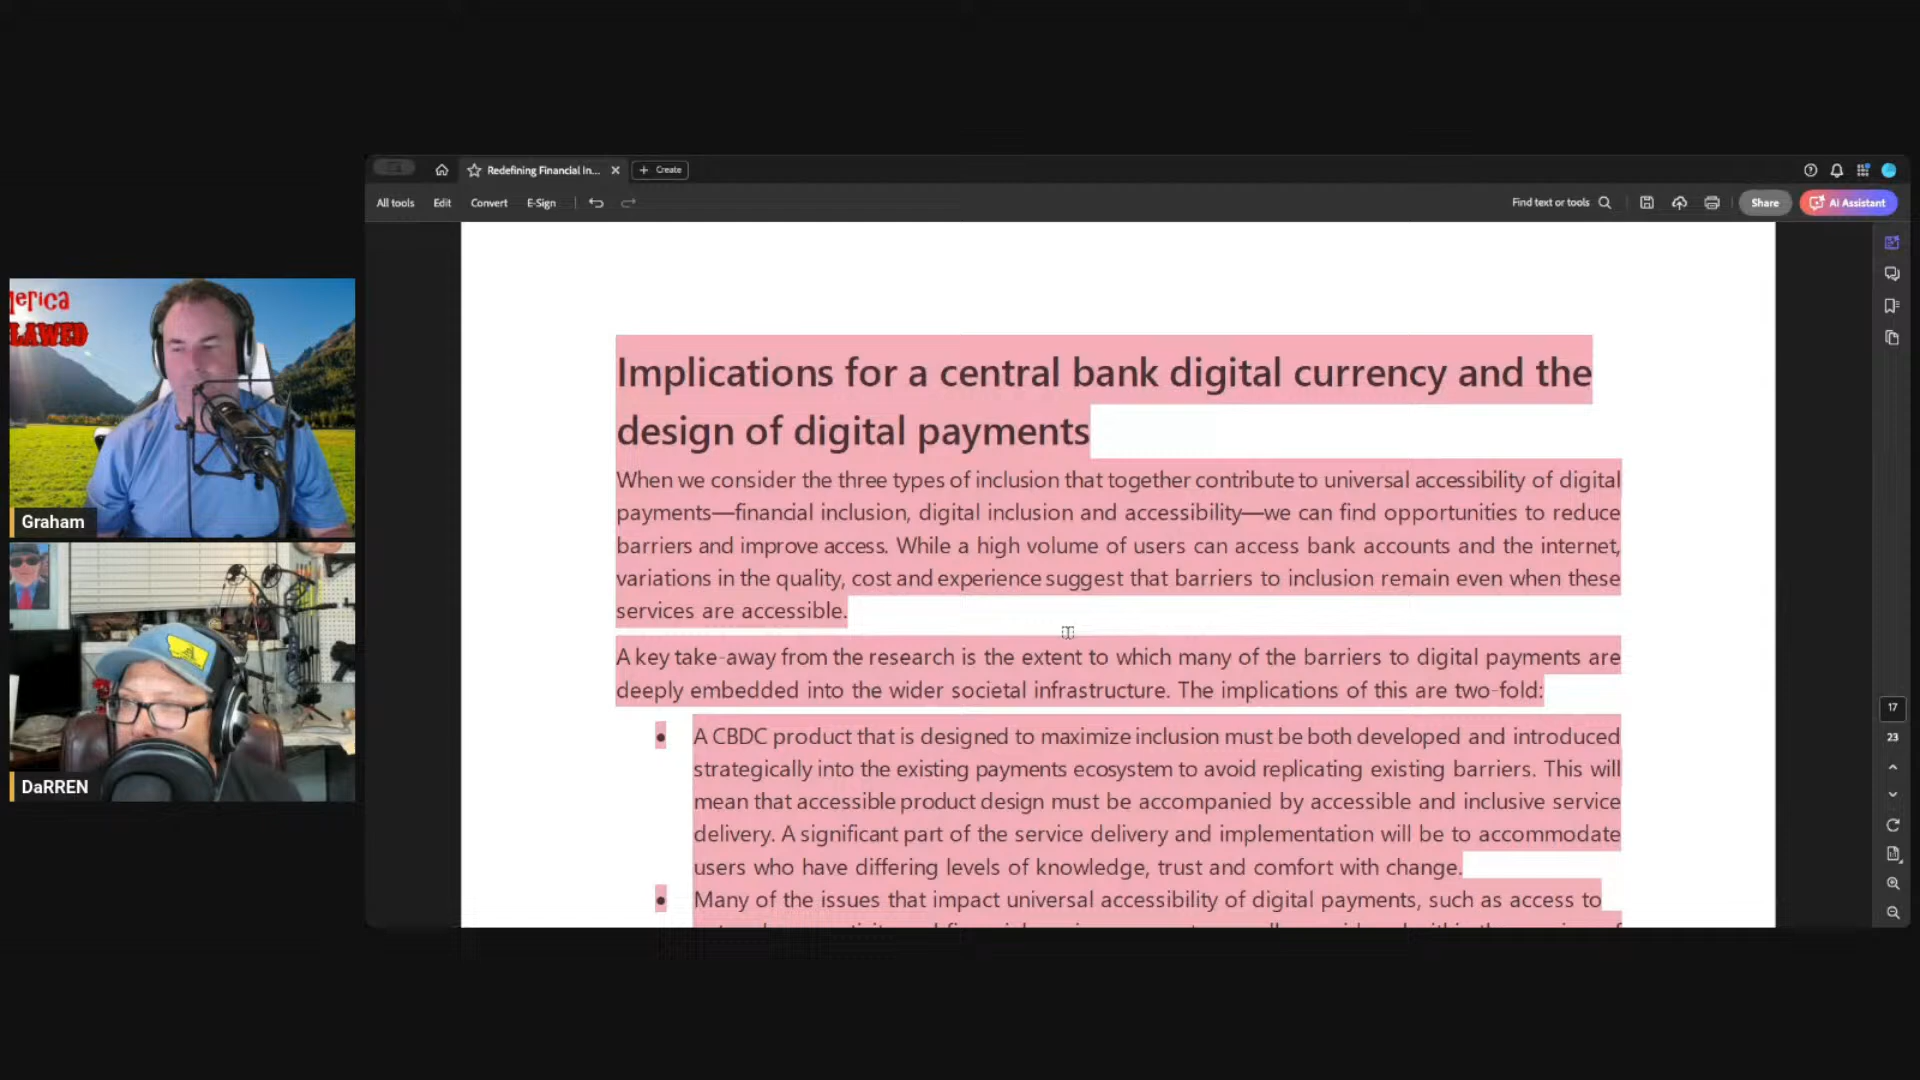 Redefining Financial In...
Create
All tools
Edit
Convert
E-Sign
Find text or tools
Share
AI Assistant
erica
LAWED
Graham
DaRREN
Implications for a central bank digital currency and the
design of digital payments
When we consider the three types of inclusion that together contribute to universal accessibility of digital
payments—financial inclusion, digital inclusion and accessibility—we can find opportunities to reduce
barriers and improve access. While a high volume of users can access bank accounts and the internet,
variations in the quality, cost and experience suggest that barriers to inclusion remain even when these
services are accessible.
A key take-away from the research is the extent to which many of the barriers to digital payments are
deeply embedded into the wider societal infrastructure. The implications of this are two-fold:
• A CBDC product that is designed to maximize inclusion must be both developed and introduced
strategically into the existing payments ecosystem to avoid replicating existing barriers. This will
mean that accessible product design must be accompanied by accessible and inclusive service
delivery. A significant part of the service delivery and implementation will be to accommodate
users who have differing levels of knowledge, trust and comfort with change.
• Many of the issues that impact universal accessibility of digital payments, such as access to
17
23